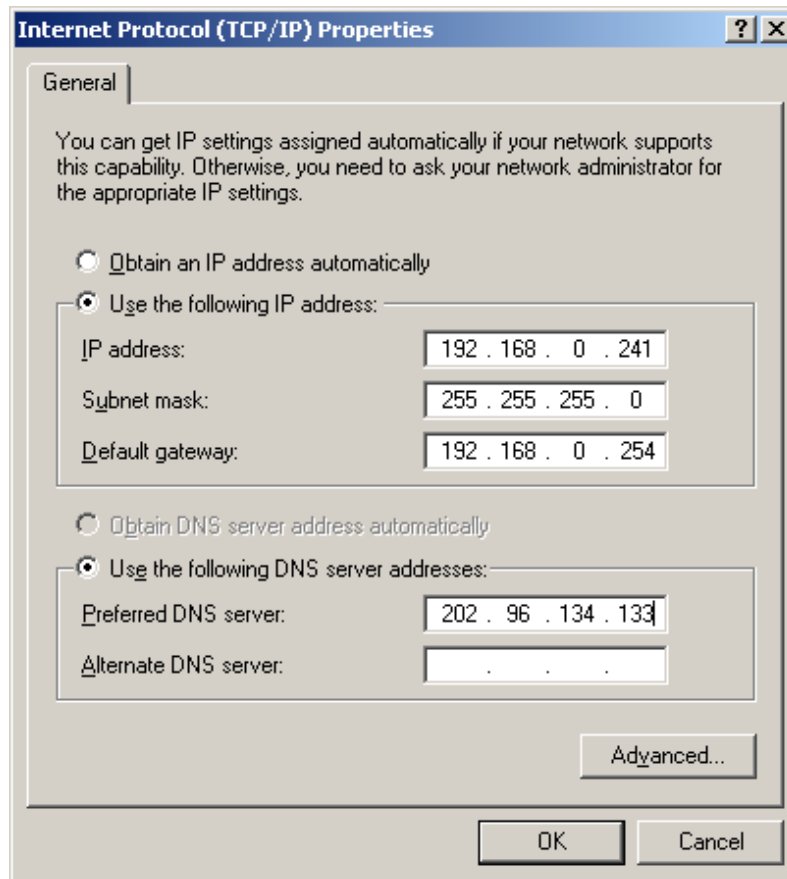 Internet Protocol (TCP/IP) Properties
General
You can get IP settings assigned automatically if your network supports
this capability. Otherwise, you need to ask your network administrator for
the appropriate IP settings.
Obtain an IP address automatically
Use the following IP address:
IP address: 192 . 168 . 0 . 241
Subnet mask: 255 . 255 . 255 . 0
Default gateway: 192 . 168 . 0 . 254
Obtain DNS server address automatically
Use the following DNS server addresses:
Preferred DNS server: 202 . 96 . 134 . 133
Alternate DNS server: . . .
Advanced...
OK Cancel